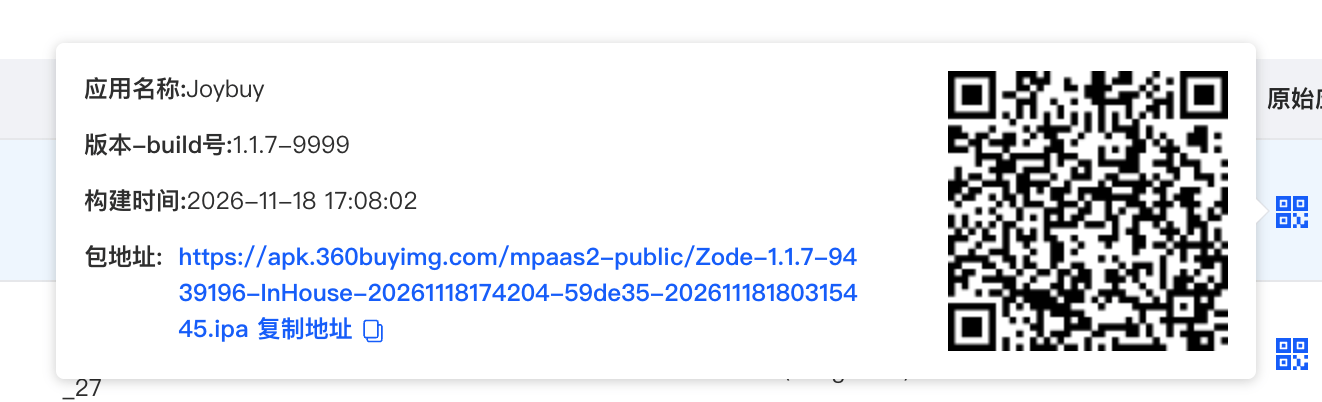 应用名称:Joybuy
版本-build号:1.1.7-9999
构建时间:2026-11-18 17:08:02
包地址: https://apk.360buyimg.com/mpaas2-public/Zode-1.1.7-94
39196-InHouse-20261118174204-59de35-202611181803154
45.ipa 复制地址
原始
_27